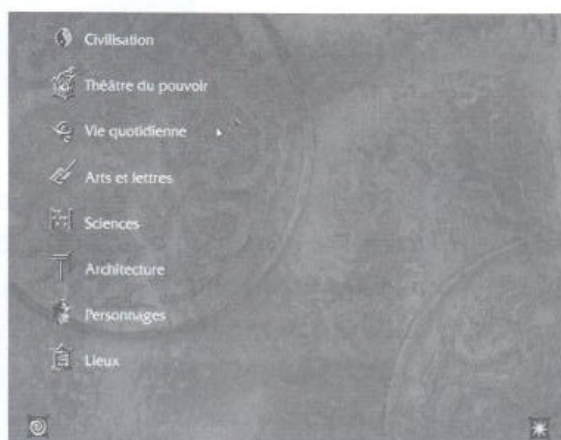 Civilisation
Théâtre du pouvoir
Vie quotidienne
Arts et lettres
Sciences
Architecture
Personnages
Lieux